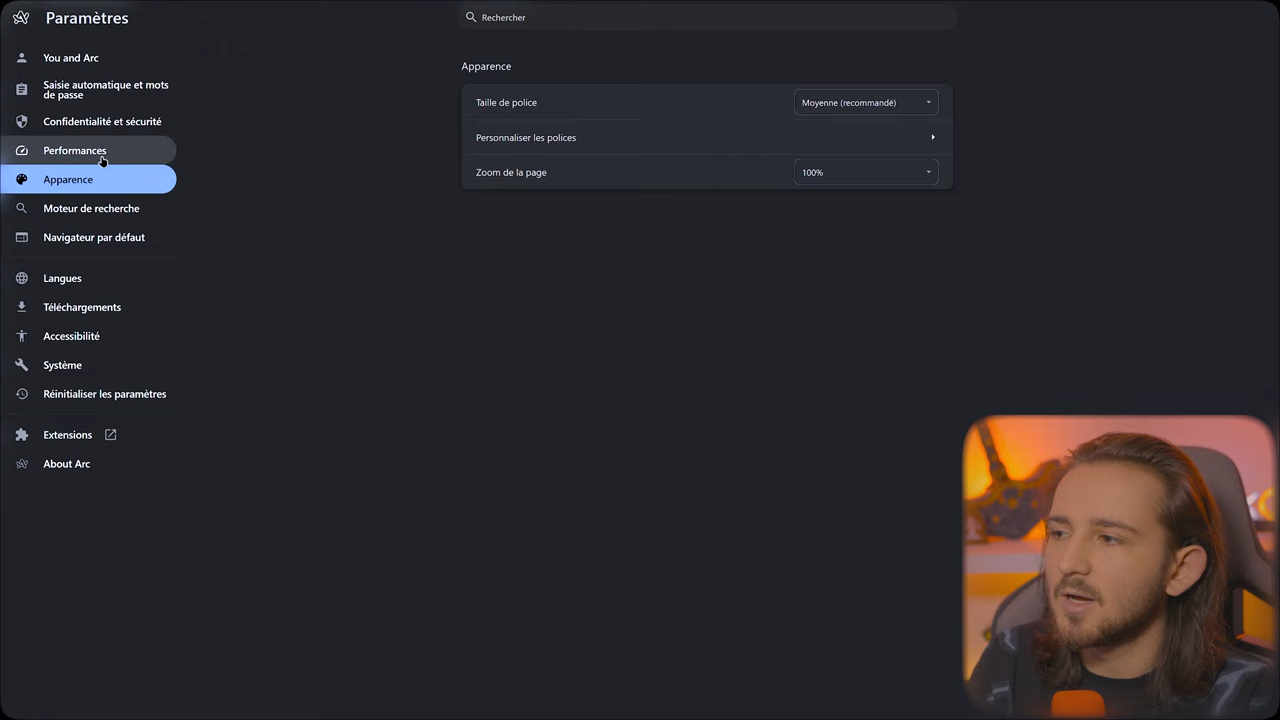 Paramètres
Rechercher
You and Arc
Saisie automatique et mots
de passe
Confidentialité et sécurité
Performances
Apparence
Moteur de recherche
Navigateur par défaut
Langues
Téléchargements
Accessibilité
Système
Réinitialiser les paramètres
Extensions
About Arc
Apparence
Taille de police
Moyenne (recommandé)
Personnaliser les polices
Zoom de la page
100%